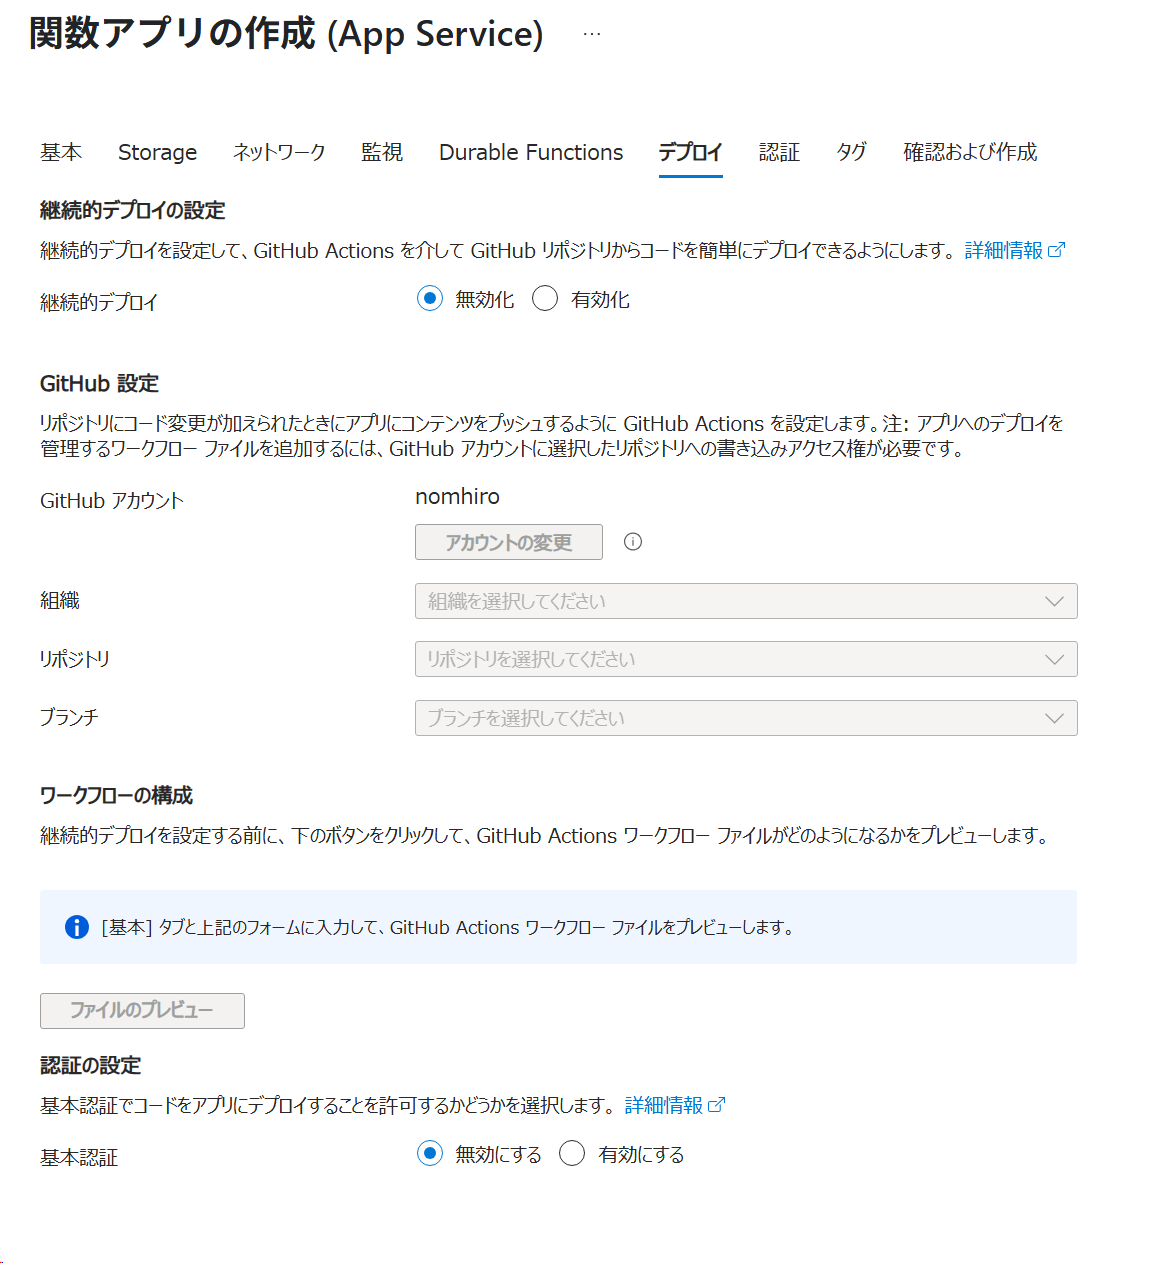 関数アプリの作成 (App Service) …
基本 Storage ネットワーク 監視 Durable Functions デプロイ 認証 タグ 確認および作成
継続的デプロイの設定
継続的デプロイを設定して、GitHub Actions を介して GitHub リポジトリからコードを簡単にデプロイできるようにします。 詳細情報
継続的デプロイ 無効化 有効化
GitHub 設定
リポジトリにコード変更が加えられたときにアプリにコンテンツをプッシュするように GitHub Actions を設定します。注: アプリへのデプロイを
管理するワークフロー ファイルを追加するには、GitHub アカウントに選択したリポジトリへの書き込みアクセス権が必要です。
GitHub アカウント nomhiro
アカウントの変更
組織 組織を選択してください
リポジトリ リポジトリを選択してください
ブランチ ブランチを選択してください
ワークフローの構成
継続的デプロイを設定する前に、下のボタンをクリックして、GitHub Actions ワークフロー ファイルがどのようになるかをプレビューします。
[基本] タブと上記のフォームに入力して、GitHub Actions ワークフロー ファイルをプレビューします。
ファイルのプレビュー
認証の設定
基本認証でコードをアプリにデプロイすることを許可するかどうかを選択します。 詳細情報
基本認証 無効にする 有効にする